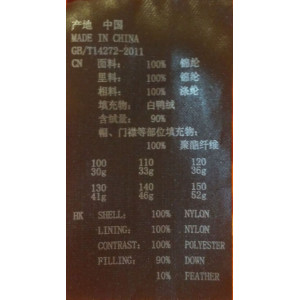 产地 中国
MADE IN CHINA
GB/T14272-2011
CN 面料: 100% 锦纶
里料: 100% 锦纶
相料: 100% 涤纶
填充物: 白鸭绒
含绒量: 90%
帽、门襟等部位填充物:
100% 聚酯纤维
100 110 120
30g 33g 36g
130 140 150
41g 46g 52g
HK SHELL: 100% NYLON
LINING: 100% NYLON
CONTRAST: 100% POLYESTER
FILLING: 90% DOWN
10% FEATHER